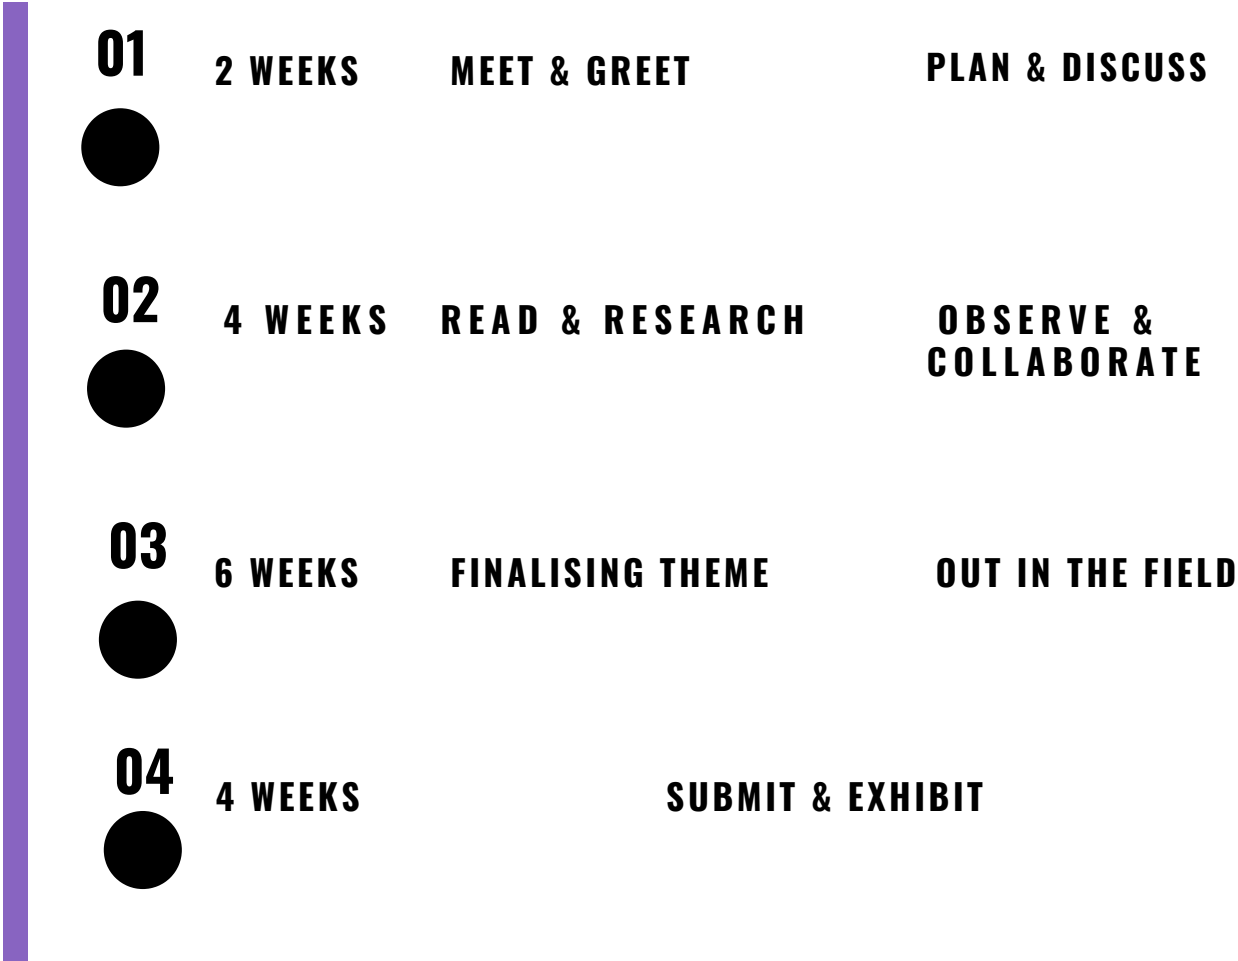 01
2 WEEKS MEET & GREET PLAN & DISCUSS
02
4 WEEKS READ & RESEARCH OBSERVE &
COLLABORATE
03
6 WEEKS FINALISING THEME OUT IN THE FIELD
04
4 WEEKS SUBMIT & EXHIBIT